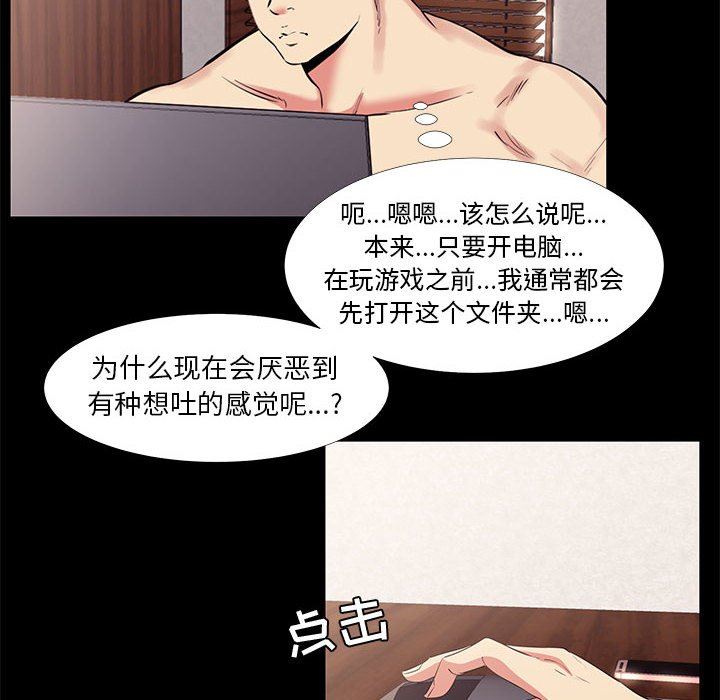 呃...嗯嗯...该怎么说呢...
本来...只要开电脑...
在玩游戏之前...我通常都会
先打开这个文件夹...嗯...
为什么现在会厌恶到
有种想吐的感觉呢...?
点击